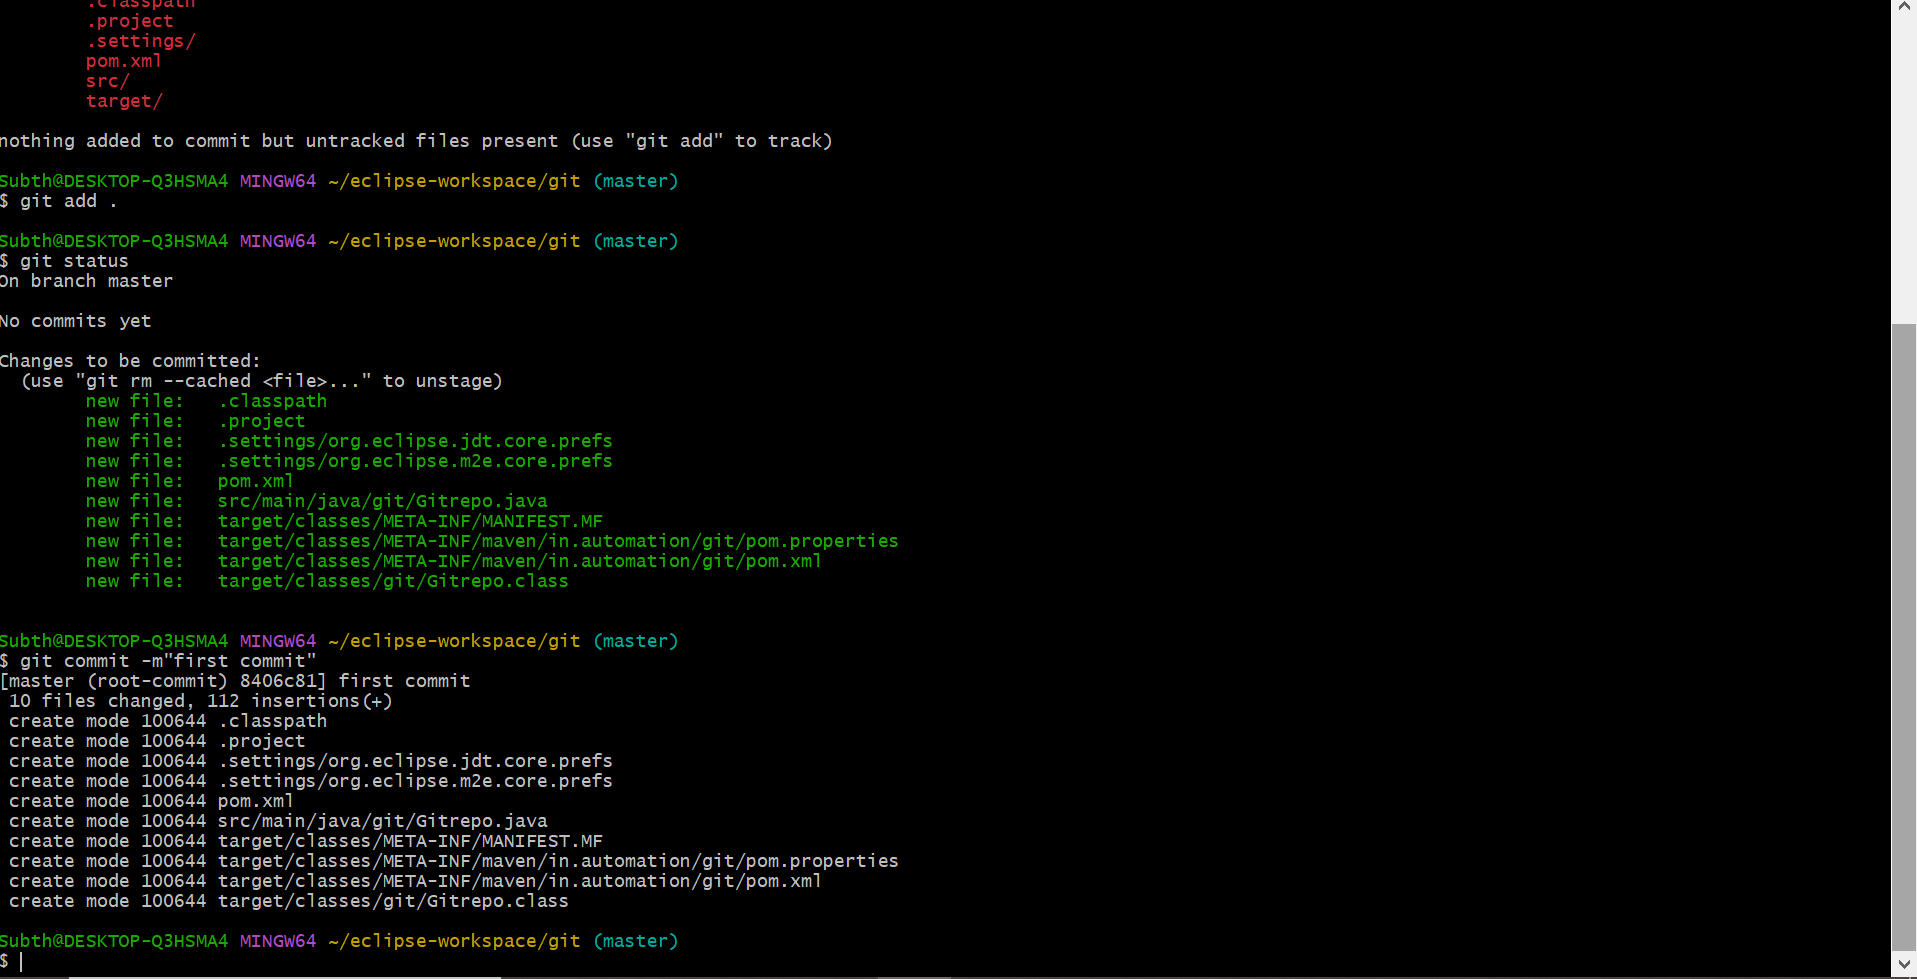 .classpath
.project
.settings/
pom.xml
src/
target/
nothing added to commit but untracked files present (use "git add" to track)
Subth@DESKTOP-Q3HSMA4 MINGW64 ~/eclipse-workspace/git (master)
$ git add .
Subth@DESKTOP-Q3HSMA4 MINGW64 ~/eclipse-workspace/git (master)
$ git status
On branch master
No commits yet
Changes to be committed:
(use "git rm --cached <file>..." to unstage)
new file: .classpath
new file: .project
new file: .settings/org.eclipse.jdt.core.prefs
new file: .settings/org.eclipse.m2e.core.prefs
new file: pom.xml
new file: src/main/java/git/Gitrepo.java
new file: target/classes/META-INF/MANIFEST.MF
new file: target/classes/META-INF/maven/in.automation/git/pom.properties
new file: target/classes/META-INF/maven/in.automation/git/pom.xml
new file: target/classes/git/Gitrepo.class
Subth@DESKTOP-Q3HSMA4 MINGW64 ~/eclipse-workspace/git (master)
$ git commit -m"first commit"
[master (root-commit) 8406c81] first commit
10 files changed, 112 insertions(+)
create mode 100644 .classpath
create mode 100644 .project
create mode 100644 .settings/org.eclipse.jdt.core.prefs
create mode 100644 .settings/org.eclipse.m2e.core.prefs
create mode 100644 pom.xml
create mode 100644 src/main/java/git/Gitrepo.java
create mode 100644 target/classes/META-INF/MANIFEST.MF
create mode 100644 target/classes/META-INF/maven/in.automation/git/pom.properties
create mode 100644 target/classes/META-INF/maven/in.automation/git/pom.xml
create mode 100644 target/classes/git/Gitrepo.class
Subth@DESKTOP-Q3HSMA4 MINGW64 ~/eclipse-workspace/git (master)
$